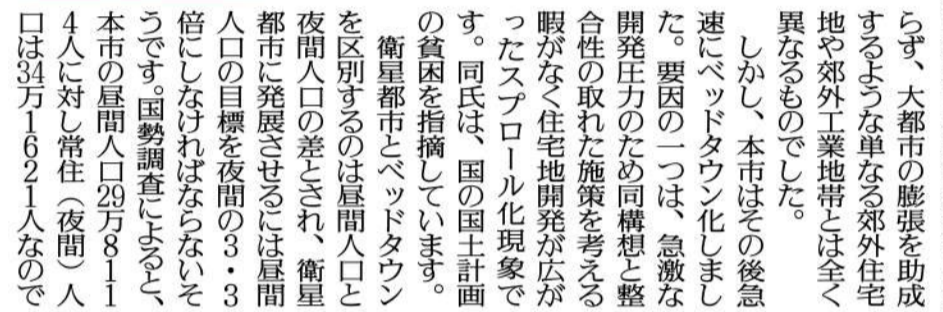 らず、大都市の膨張を助成
するような単なる郊外住宅
地や郊外工業地帯とは全く
異なるものでした。
　しかし、本市はその後急
速にベッドタウン化しまし
た。要因の一つは、急激な
開発圧力のため同構想と整
合性の取れた施策を考える
暇がなく住宅地開発が広が
ったスプロール化現象で
す。同氏は、国の国土計画
の貧困を指摘しています。
　衛星都市とベッドタウン
を区別するのは昼間人口と
夜間人口の差とされ、衛星
都市に発展させるには昼間
人口の目標を夜間の3・3
倍にしなければならないそ
うです。国勢調査によると、
本市の昼間人口29万811
4人に対し常住（夜間）人
口は34万1621人なので